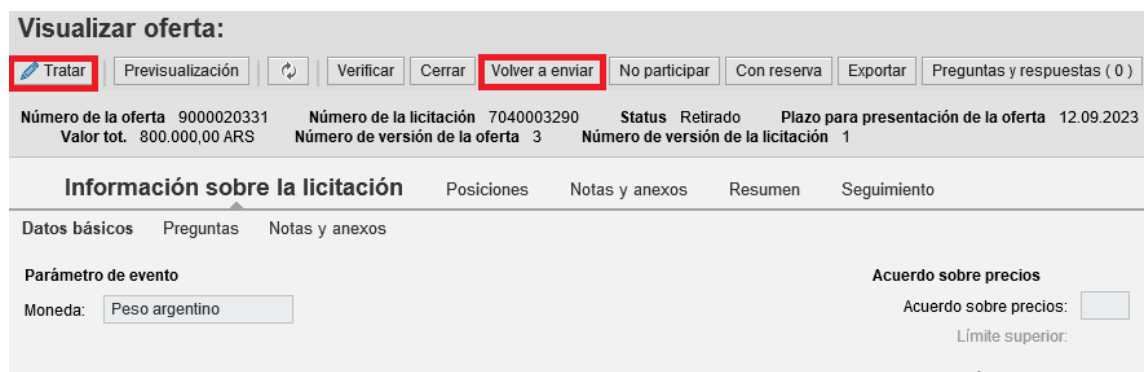 Visualizar oferta:
Tratar Previsualización Verificar Cerrar Volver a enviar No participar Con reserva Exportar Preguntas y respuestas ( 0 )
Número de la oferta 9000020331 Número de la licitación 7040003290 Status Retirado Plazo para presentación de la oferta 12.09.2023
Valor tot. 800.000,00 ARS Número de versión de la oferta 3 Número de versión de la licitación 1
Información sobre la licitación Posiciones Notas y anexos Resumen Seguimiento
Datos básicos Preguntas Notas y anexos
Parámetro de evento Acuerdo sobre precios
Moneda: Peso argentino Acuerdo sobre precios:
Límite superior: